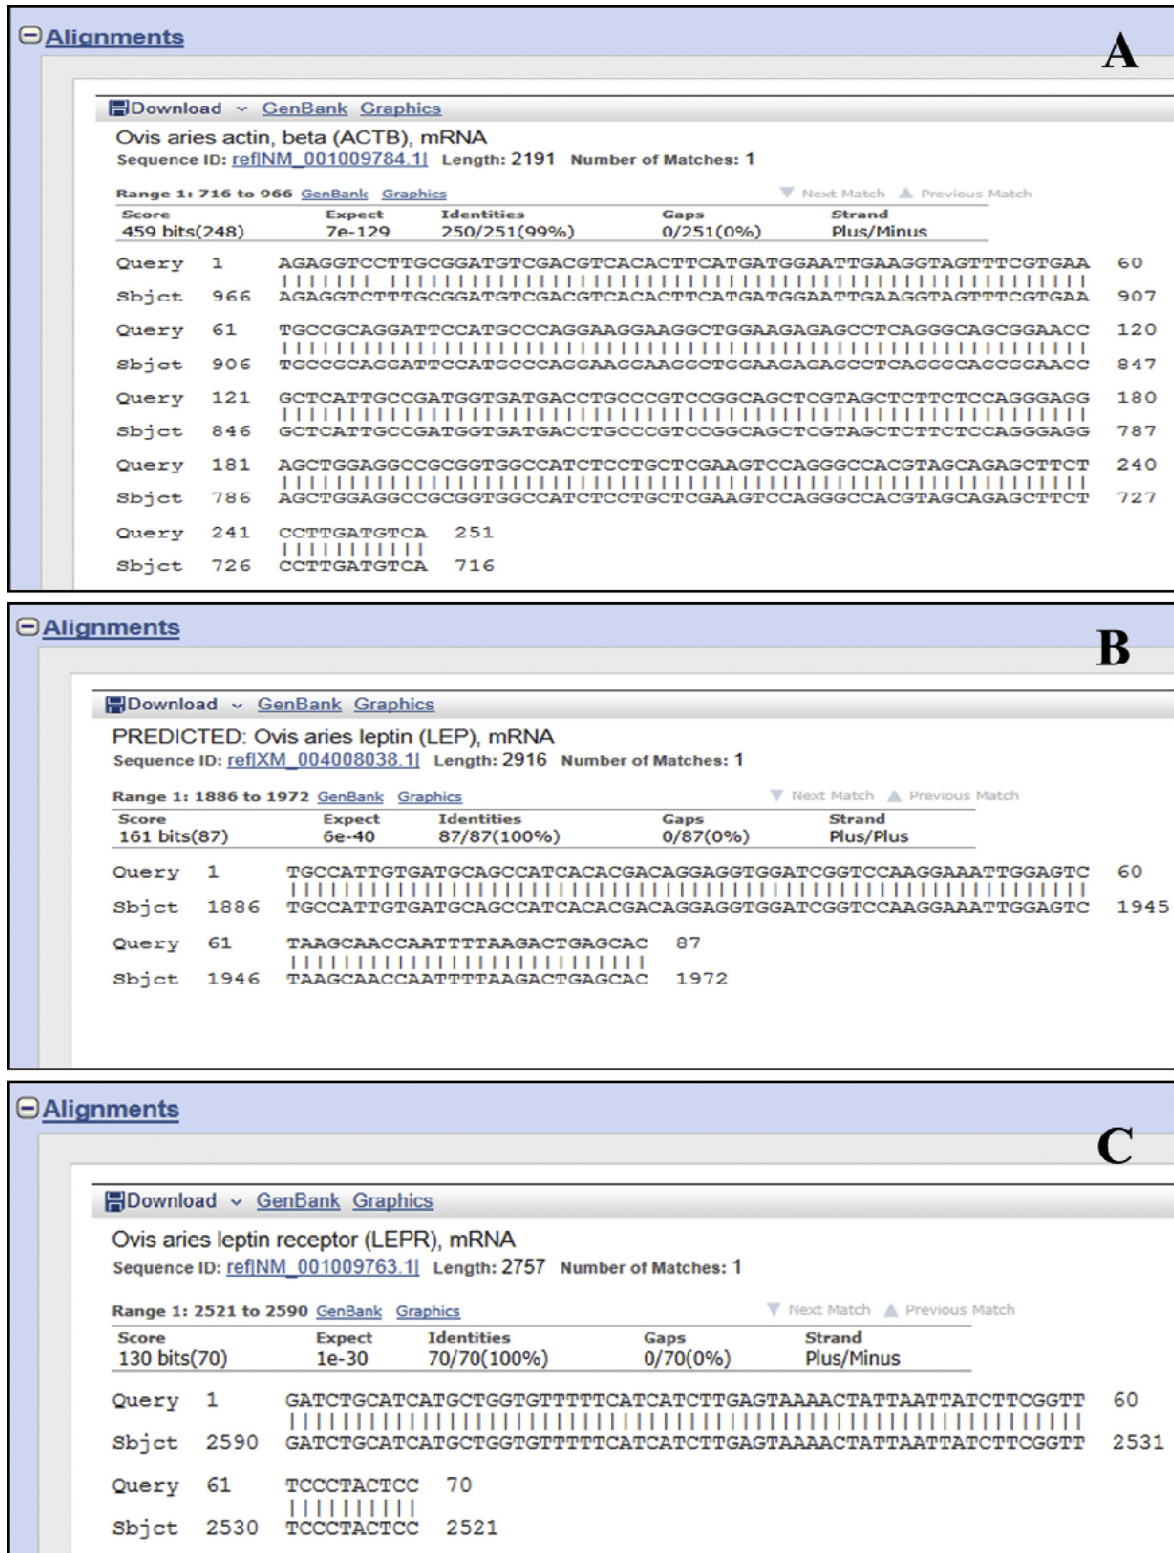 Alignments
A
Download GenBank Graphics
Ovis aries actin, beta (ACTB), mRNA
Sequence ID: ref|NM_001009784.1| Length: 2191 Number of Matches: 1
Range 1: 716 to 966 GenBank Graphics Next Match Previous Match
Score Expect Identities Gaps Strand
459 bits(248) 7e-129 250/251(99%) 0/251(0%) Plus/Minus
Query 1 AGAGGTCCTTGCGGATGTCGACGTCACACTTCATGATGGAATTGAAGGTAGTTTCGTGAA 60
Sbjct 966 AGAGGTCTTTGCGGATGTCGACGTCACACTTCATGATGGAATTGAAGGTAGTTTCGTGAA 907
Query 61 TGCCGCAGGATTCCATGCCCAGGAAGGAAGGCTGGAAGAGAGCCTCAGGGCAGCGGAACC 120
Sbjct 906 TGCCGCAGGATTCCATGCCCAGGAAGGAAGGCTGGAAGAGAGCCTCAGGGCAGCGGAACC 847
Query 121 GCTCATTGCCGATGGTGATGACCTGCCCGTCCGGCAGCTCGTAGCTCTTCTCCAGGGAGG 180
Sbjct 846 GCTCATTGCCGATGGTGATGACCTGCCCGTCCGGCAGCTCGTAGCTCTTCTCCAGGGAGG 787
Query 181 AGCTGGAGGCCGCGGTGGCCATCTCCTGCTCGAAGTCCAGGGCCACGTAGCAGAGCTTCT 240
Sbjct 786 AGCTGGAGGCCGCGGTGGCCATCTCCTGCTCGAAGTCCAGGGCCACGTAGCAGAGCTTCT 727
Query 241 CCTTGATGTCA 251
Sbjct 726 CCTTGATGTCA 716
Alignments
B
Download GenBank Graphics
PREDICTED: Ovis aries leptin (LEP), mRNA
Sequence ID: ref|XM_004008038.1| Length: 2916 Number of Matches: 1
Range 1: 1886 to 1972 GenBank Graphics Next Match Previous Match
Score Expect Identities Gaps Strand
161 bits(87) 6e-40 87/87(100%) 0/87(0%) Plus/Plus
Query 1 TGCCATTGTGATGCAGCCATCACACGACAGGAGGTGGATCGGTCCAAGGAAATTGGAGTC 60
Sbjct 1886 TGCCATTGTGATGCAGCCATCACACGACAGGAGGTGGATCGGTCCAAGGAAATTGGAGTC 1945
Query 61 TAAGCAACCAATTTTAAGACTGAGCAC 87
Sbjct 1946 TAAGCAACCAATTTTAAGACTGAGCAC 1972
Alignments
C
Download GenBank Graphics
Ovis aries leptin receptor (LEPR), mRNA
Sequence ID: ref|NM_001009763.1| Length: 2757 Number of Matches: 1
Range 1: 2521 to 2590 GenBank Graphics Next Match Previous Match
Score Expect Identities Gaps Strand
130 bits(70) 1e-30 70/70(100%) 0/70(0%) Plus/Minus
Query 1 GATCTGCATCATGCTGGTGTTTTTCATCATCTTGAGTAAAACTATTAATTATCTTCGGTT 60
Sbjct 2590 GATCTGCATCATGCTGGTGTTTTTCATCATCTTGAGTAAAACTATTAATTATCTTCGGTT 2531
Query 61 TCCCTACTCC 70
Sbjct 2530 TCCCTACTCC 2521